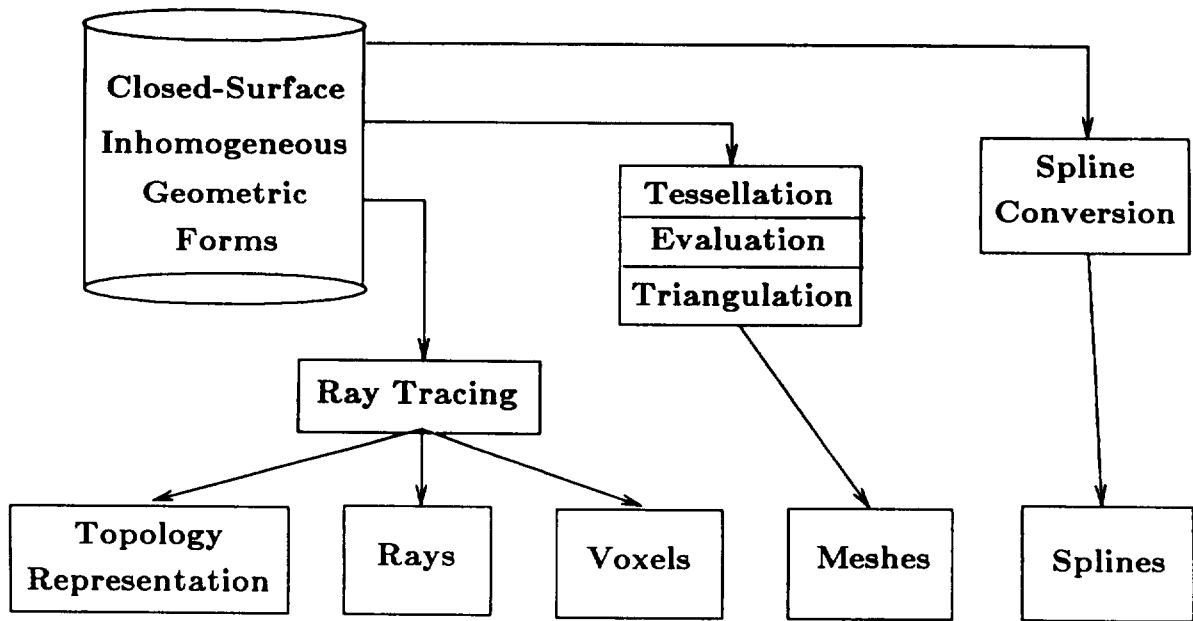 Closed-Surface
Inhomogeneous
Geometric
Forms
Tessellation
Evaluation
Triangulation
Spline
Conversion
Ray Tracing
Topology
Representation
Rays
Voxels
Meshes
Splines